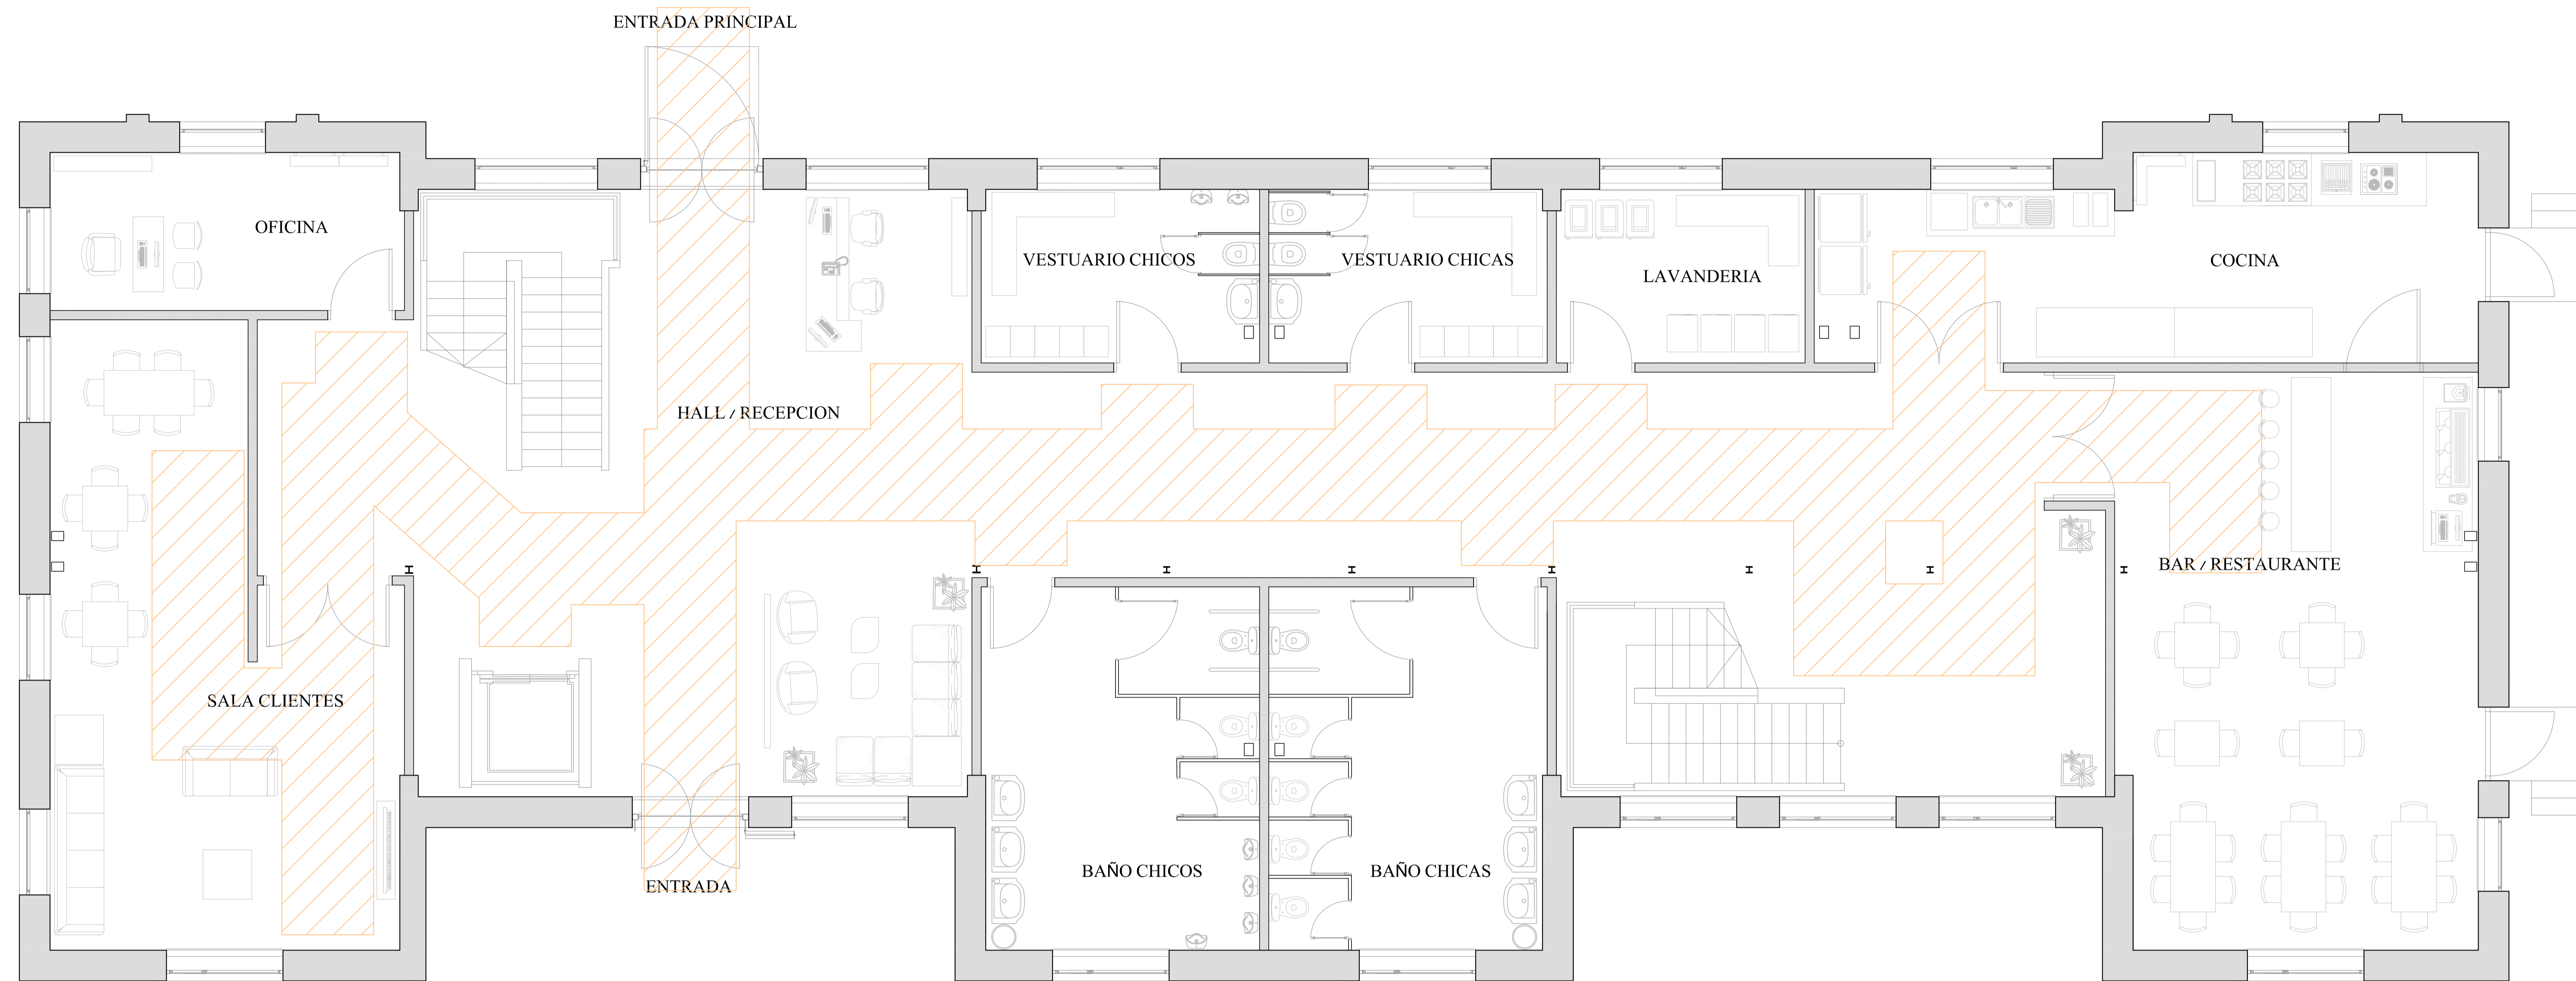 ENTRADA PRINCIPAL
OFICINA
VESTUARIO CHICOS
VESTUARIO CHICAS
LAVANDERIA
COCINA
HALL / RECEPCION
BAR / RESTAURANTE
SALA CLIENTES
ENTRADA
BAÑO CHICOS
BAÑO CHICAS